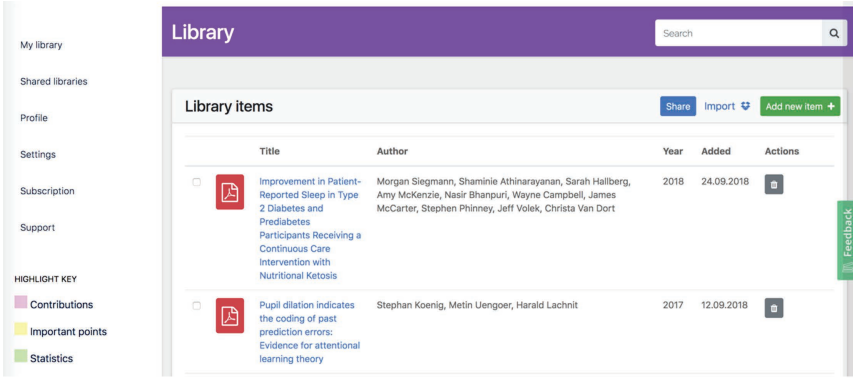 Library
Search
My library
Shared libraries
Profile
Settings
Subscription
Support
HIGHLIGHT KEY
Contributions
Important points
Statistics
Library items
Share
Import
Add new item +
Title Author Year Added Actions
Improvement in Patient-
Reported Sleep in Type
2 Diabetes and
Prediabetes
Participants Receiving a
Continuous Care
Intervention with
Nutritional Ketosis
Morgan Siegmann, Shaminie Athinarayanan, Sarah Hallberg,
Amy McKenzie, Nasir Bhanpuri, Wayne Campbell, James
McCarter, Stephen Phinney, Jeff Volek, Christa Van Dort
2018 24.09.2018
Pupil dilation indicates
the coding of past
prediction errors:
Evidence for attentional
learning theory
Stephan Koenig, Metin Uengoer, Harald Lachnit
2017 12.09.2018
Feedback